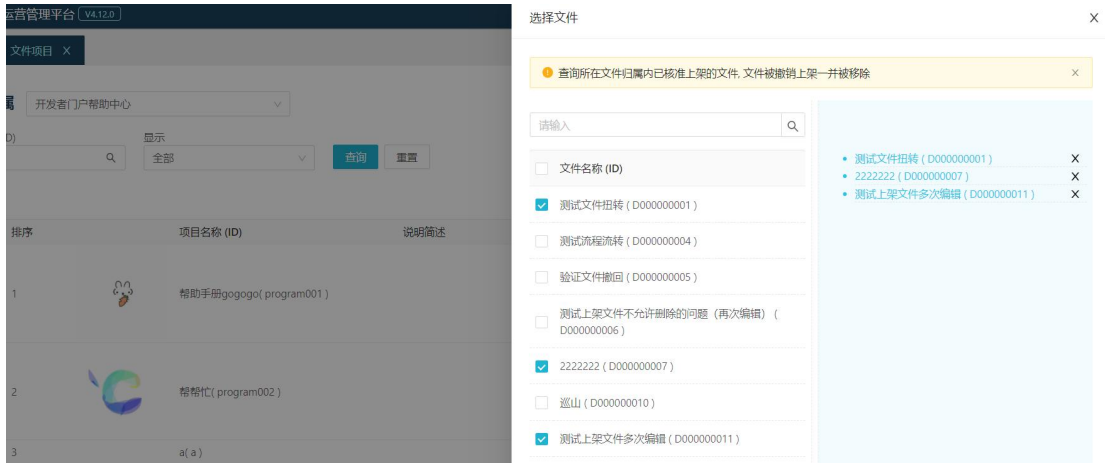 运营管理平台 V4.12.0
文件项目 X
属 开发者门户帮助中心
D) 显示
全部 查询 重置
排序 项目名称 (ID) 说明简述
1 帮助手册gogogo( program001 )
2 帮帮忙( program002 )
3 a( a )
选择文件 X
查询所在文件归属内已核准上架的文件, 文件被撤销上架一并被移除
请输入
文件名称 (ID)
测试文件扭转 ( D000000001 )
测试流程流转 ( D000000004 )
验证文件撤回 ( D000000005 )
测试上架文件不允许删除的问题（再次编辑） (
D000000006 )
2222222 ( D000000007 )
巡山 ( D000000010 )
测试上架文件多次编辑 ( D000000011 )
测试文件扭转 ( D000000001 ) X
2222222 ( D000000007 ) X
测试上架文件多次编辑 ( D000000011 ) X